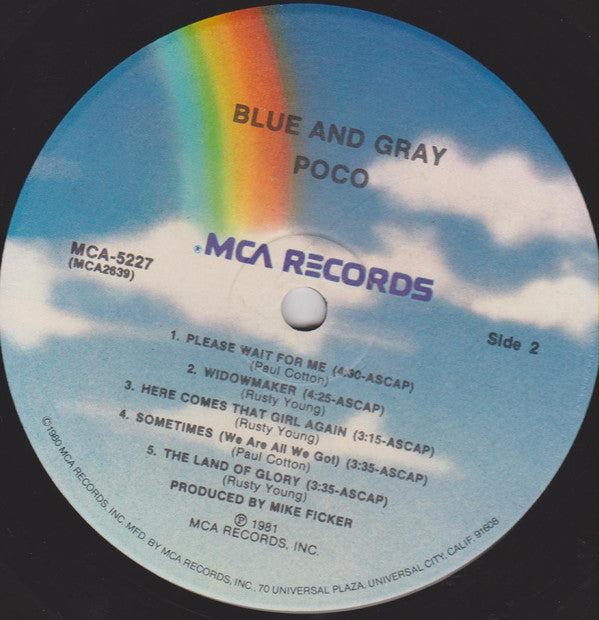 BLUE AND GRAY
POCO
MCA-5227
(MCA2639)
® MCA RECORDS
Side 2
1. PLEASE WAIT FOR ME (4:30-ASCAP)
(Paul Cotton)
2. WIDOWMAKER (4:25-ASCAP)
(Rusty Young)
3. HERE COMES THAT GIRL AGAIN (3:15-ASCAP)
(Rusty Young)
4. SOMETIMES (We Are All We Got) (3:35-ASCAP)
(Paul Cotton)
5. THE LAND OF GLORY (3:35-ASCAP)
(Rusty Young)
PRODUCED BY MIKE FICKER
℗ 1981
MCA RECORDS, INC.
©1980 MCA RECORDS, INC. MFD. BY MCA RECORDS, INC., 70 UNIVERSAL PLAZA, UNIVERSAL CITY, CALIF. 91608